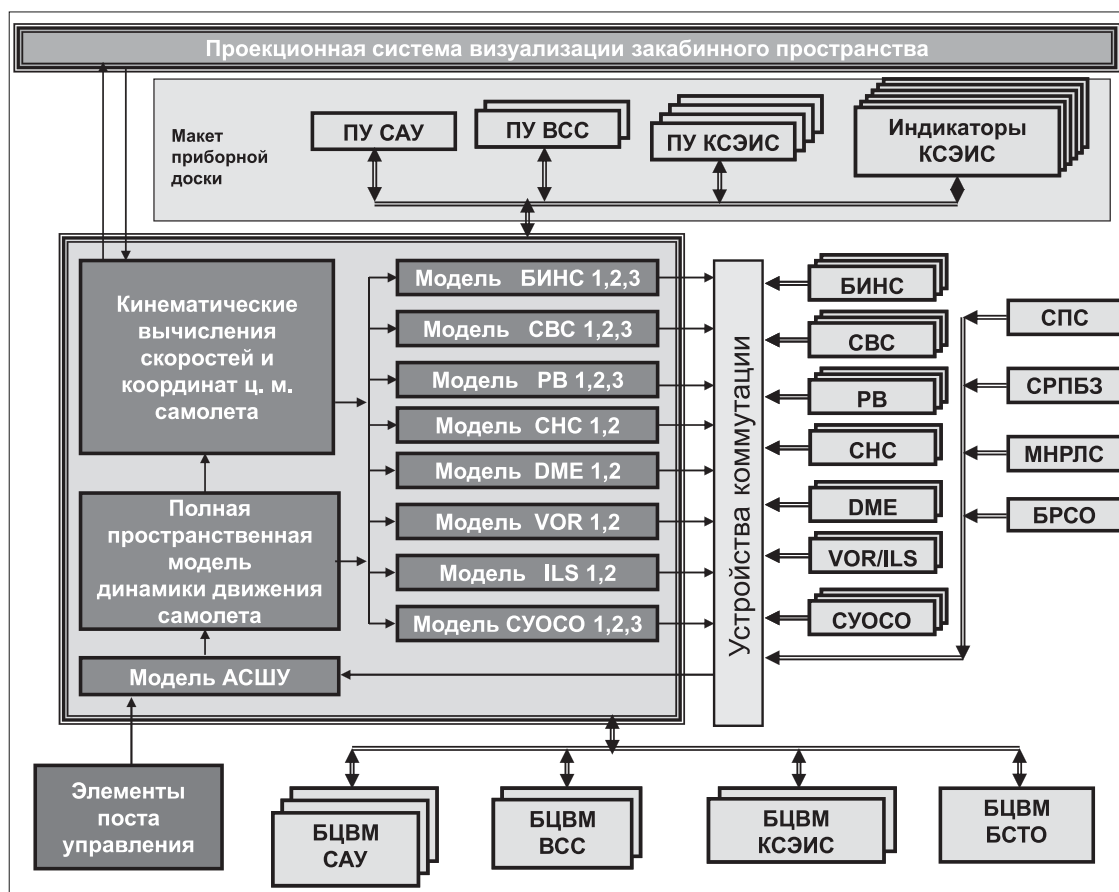 Проекционная система визуализации закабинного пространства
Макет
приборной
доски
ПУ САУ
ПУ ВСС
ПУ КСЭИС
Индикаторы
КСЭИС
Кинематические
вычисления
скоростей и
координат ц. м.
самолета
Полная
пространственная
модель
динамики движения
самолета
Модель АСШУ
Элементы
поста
управления
Модель БИНС 1,2,3
Модель СВС 1,2,3
Модель РВ 1,2,3
Модель СНС 1,2
Модель DME 1,2
Модель VOR 1,2
Модель ILS 1,2
Модель СУОСО 1,2,3
Устройства коммутации
БИНС
СВС
РВ
СНС
DME
VOR/ILS
СУОСО
СПС
СРПБЗ
МНРЛС
БРСО
БЦВМ
САУ
БЦВМ
ВСС
БЦВМ
КСЭИС
БЦВМ
БСТО